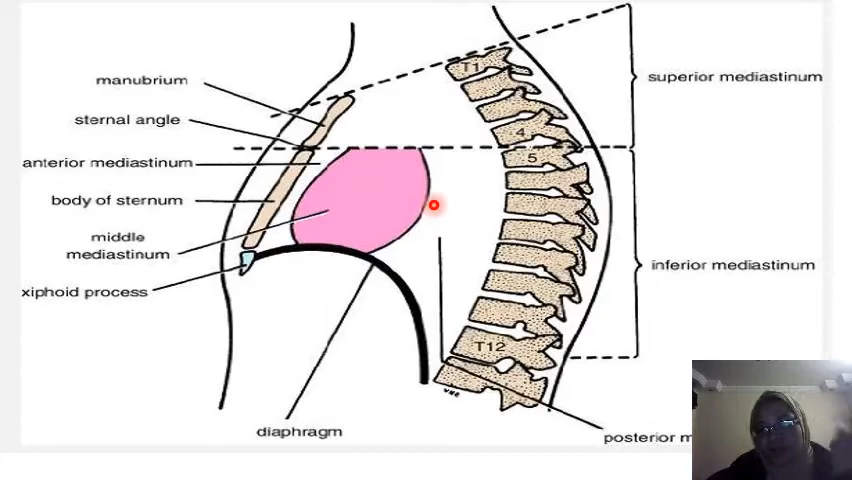 T1
manubrium
superior mediastinum
sternal angle
4
anterior mediastinum
5
body of sternum
middle
mediastinum
inferior mediastinum
xiphoid process
T12
diaphragm
posterior